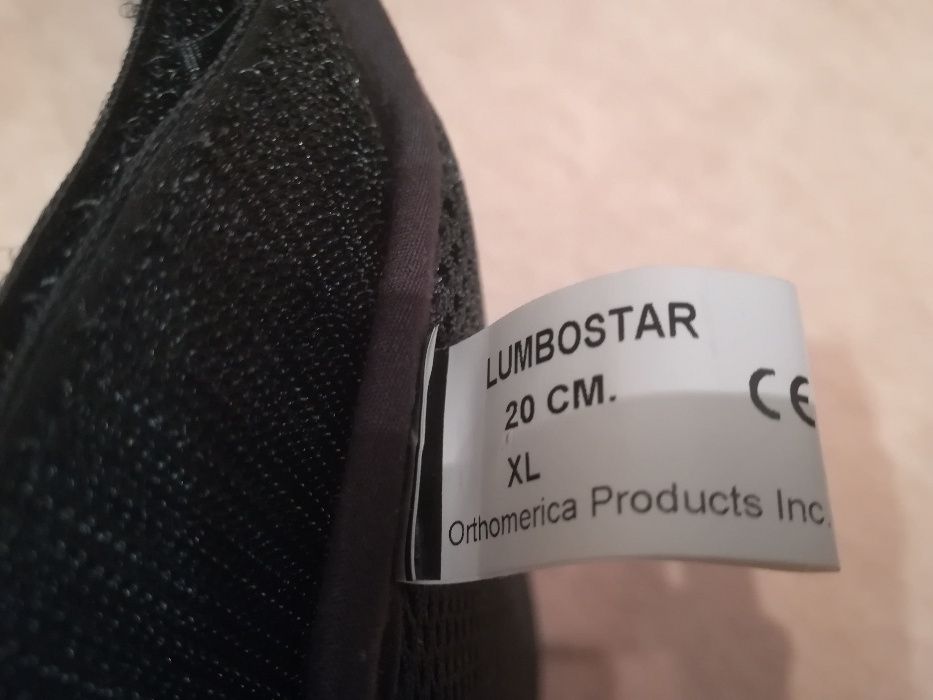 LUMBOSTAR
20 CM.
CE
XL
Orthomerica Products Inc.